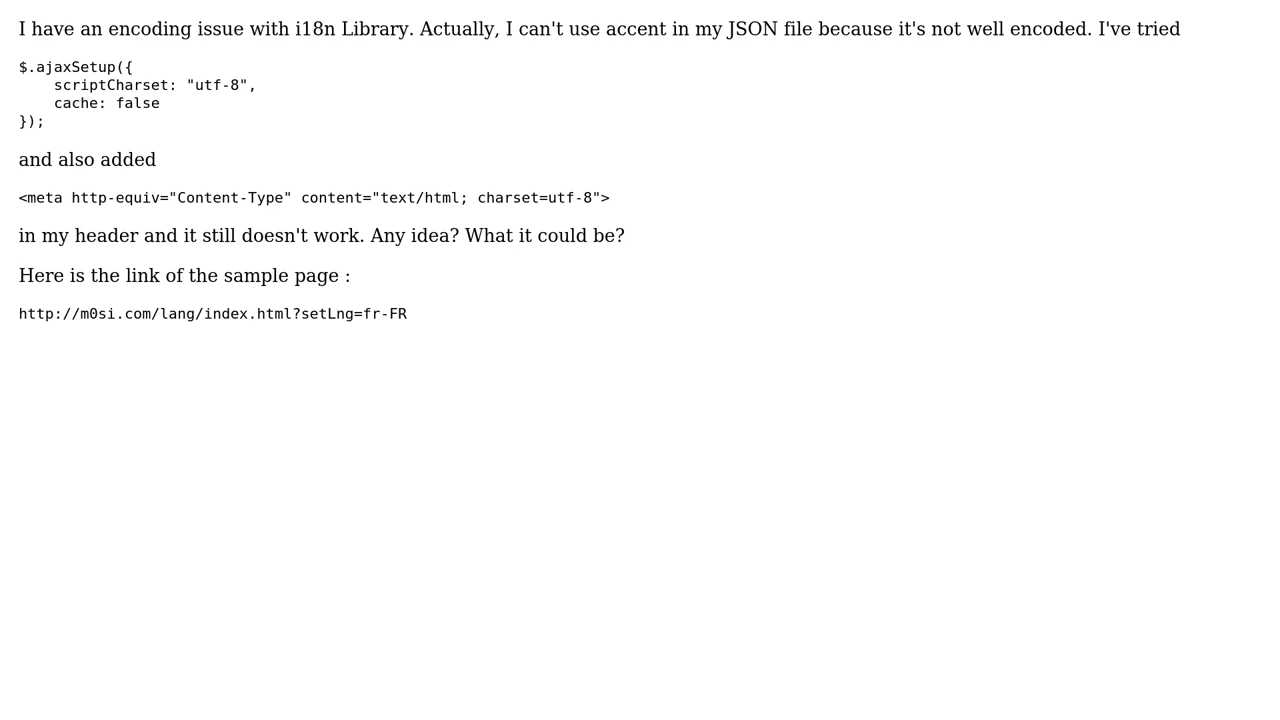 I have an encoding issue with i18n Library. Actually, I can't use accent in my JSON file because it's not well encoded. I've tried
$.ajaxSetup({
    scriptCharset: "utf-8",
    cache: false
});
and also added
<meta http-equiv="Content-Type" content="text/html; charset=utf-8">
in my header and it still doesn't work. Any idea? What it could be?
Here is the link of the sample page :
http://m0si.com/lang/index.html?setLng=fr-FR